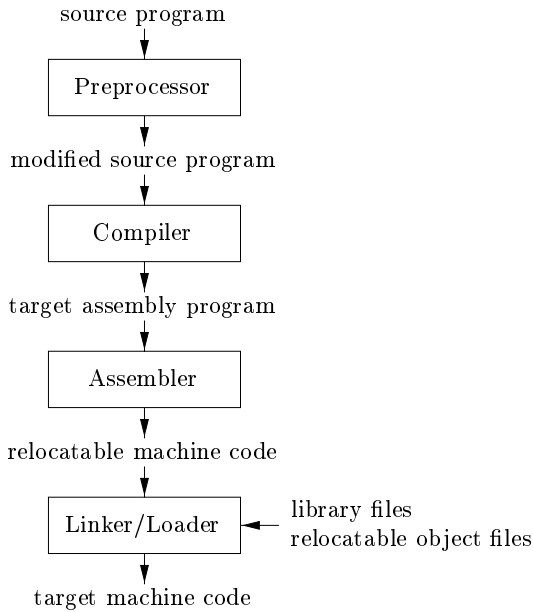 source program
Preprocessor
modified source program
Compiler
target assembly program
Assembler
relocatable machine code
Linker/Loader
library files
relocatable object files
target machine code